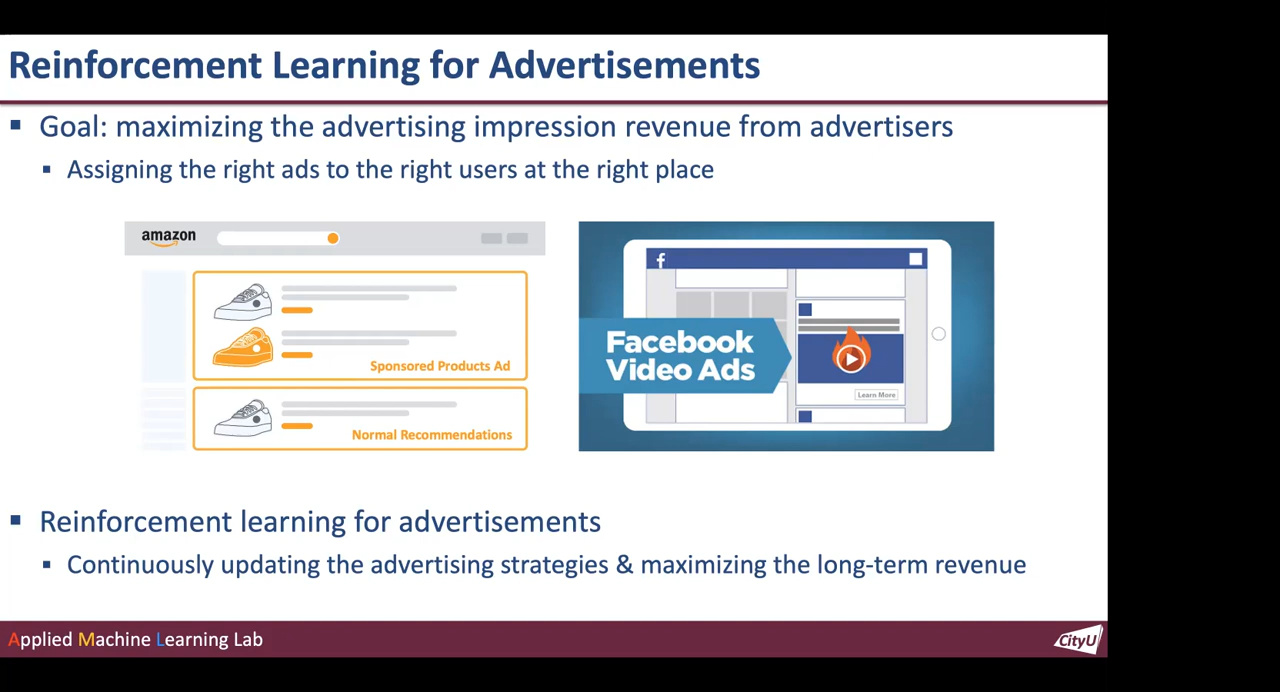 Reinforcement Learning for Advertisements
Goal: maximizing the advertising impression revenue from advertisers
Assigning the right ads to the right users at the right place
amazon
Sponsored Products Ad
Normal Recommendations
f
Facebook
Video Ads
Learn More
Reinforcement learning for advertisements
Continuously updating the advertising strategies & maximizing the long-term revenue
Applied Machine Learning Lab
CityU